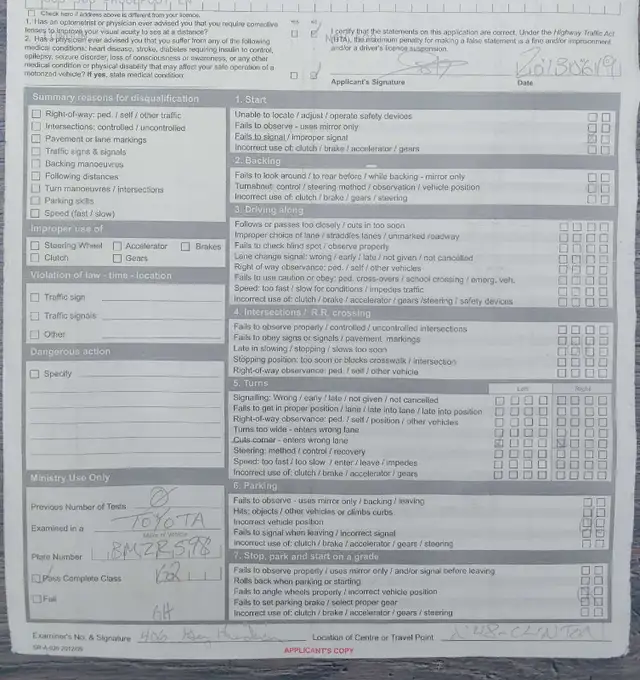 Check here if address above is different from your licence.
1. Has an optometrist or physician ever advised you that you require corrective
lenses to improve your visual acuity to see at a distance?
2. Has a physician ever advised you that you suffer from any of the following
medical conditions: heart disease, stroke, diabetes requiring insulin to control,
epilepsy, seizure disorder, loss of consciousness or awareness, or any other
medical condition or physical disability that may affect your safe operation of a
motorized vehicle? If yes, state medical condition:
I certify that the statements on this application are correct. Under the Highway Traffic Act
(HTA), the maximum penalty for making a false statement is a fine and/or imprisonment
and/or a driver's licence suspension.
Applicant's Signature
Date
Summary reasons for disqualification
Right-of-way: ped. / self / other traffic
Intersections: controlled / uncontrolled
Pavement or lane markings
Traffic signs & signals
Backing manoeuvres
Following distances
Turn manoeuvres / intersections
Parking skills
Speed (fast / slow)
Improper use of
Steering Wheel Accelerator Brakes
Clutch Gears
Violation of law - time - location
Traffic sign
Traffic signals
Other
Dangerous action
Specify
Ministry Use Only
Previous Number of Tests
Examined in a TOYOTA
Plate Number
Pass Complete Class G2
Fail
Examiner's No. & Signature
1. Start
Unable to locate / adjust / operate safety devices
Fails to observe - uses mirror only
Fails to signal / improper signal
Incorrect use of: clutch / brake / accelerator / gears
2. Backing
Fails to look around / to rear before / while backing - mirror only
Turnabout: control / steering method / observation / vehicle position
Incorrect use of: clutch / brake / gears / steering
3. Driving along
Follows or passes too closely / cuts in too soon
Improper choice of lane / straddles lanes / unmarked roadway
Fails to check blind spot / observe properly
Lane change signal: wrong / early / late / not given / not cancelled
Right of way observance: ped. / self / other vehicles
Fails to use caution or obey: ped. cross-overs / school crossing / emerg. veh.
Speed: too fast / slow for conditions / impedes traffic
Incorrect use of: clutch / brake / accelerator / gears /steering / safety devices
4. Intersections / R.R. crossing
Fails to observe properly / controlled / uncontrolled intersections
Fails to obey signs or signals / pavement markings
Late in slowing / stopping / slows too soon
Stopping position: too soon or blocks crosswalk / intersection
Right-of-way observance: ped. / self / other vehicle
5. Turns
Left Right
Signalling: Wrong / early / late / not given / not cancelled
Fails to get in proper position / lane / late into lane / late into position
Right-of-way observance: ped. / self / position / other vehicles
Turns too wide - enters wrong lane
Cuts corner - enters wrong lane
Steering: method / control / recovery
Speed: too fast / too slow / enter / leave / impedes
Incorrect use of: clutch / brake / accelerator / gears
6. Parking
Fails to observe - uses mirror only / backing / leaving
Hits: objects / other vehicles or climbs curbs
Incorrect vehicle position
Fails to signal when leaving / incorrect signal
Incorrect use of: clutch / brake / accelerator / gears / steering
7. Stop, park and start on a grade
Fails to observe properly / uses mirror only / and/or signal before leaving
Rolls back when parking or starting
Fails to angle wheels properly / incorrect vehicle position
Fails to set parking brake / select proper gear
Incorrect use of: clutch / brake / accelerator / gears / steering
Location of Centre or Travel Point
APPLICANT'S COPY